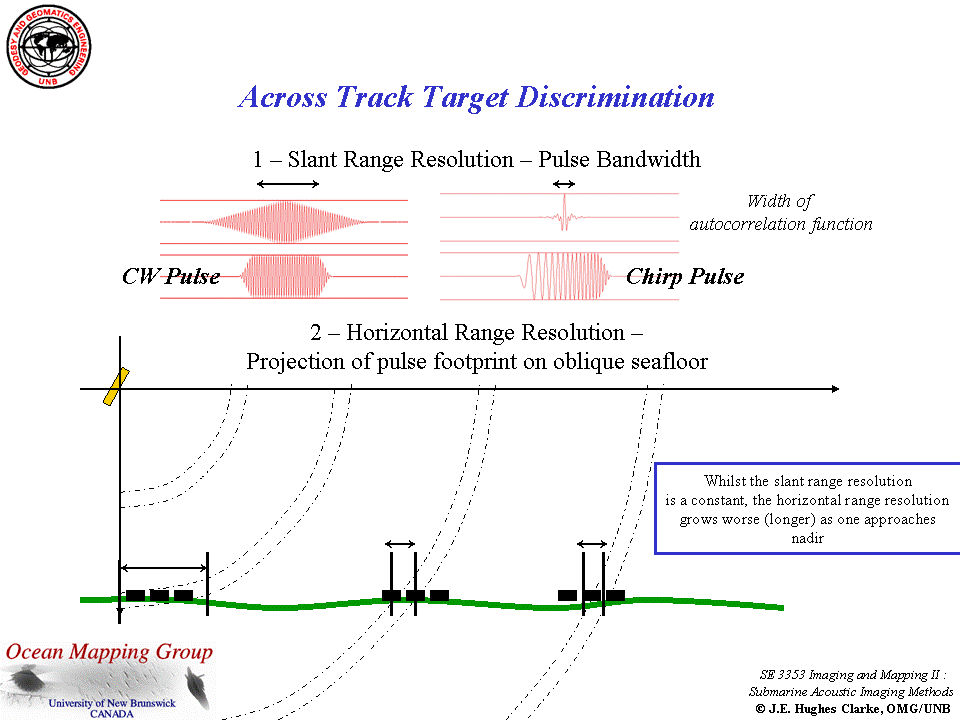 GEODESY AND GEOMATICS ENGINEERING
UNB
Across Track Target Discrimination
1 – Slant Range Resolution – Pulse Bandwidth
Width of
autocorrelation function
CW Pulse
Chirp Pulse
2 – Horizontal Range Resolution –
Projection of pulse footprint on oblique seafloor
Whilst the slant range resolution
is a constant, the horizontal range resolution
grows worse (longer) as one approaches
nadir
Ocean Mapping Group
University of New Brunswick
CANADA
SE 3353 Imaging and Mapping II :
Submarine Acoustic Imaging Methods
© J.E. Hughes Clarke, OMG/UNB